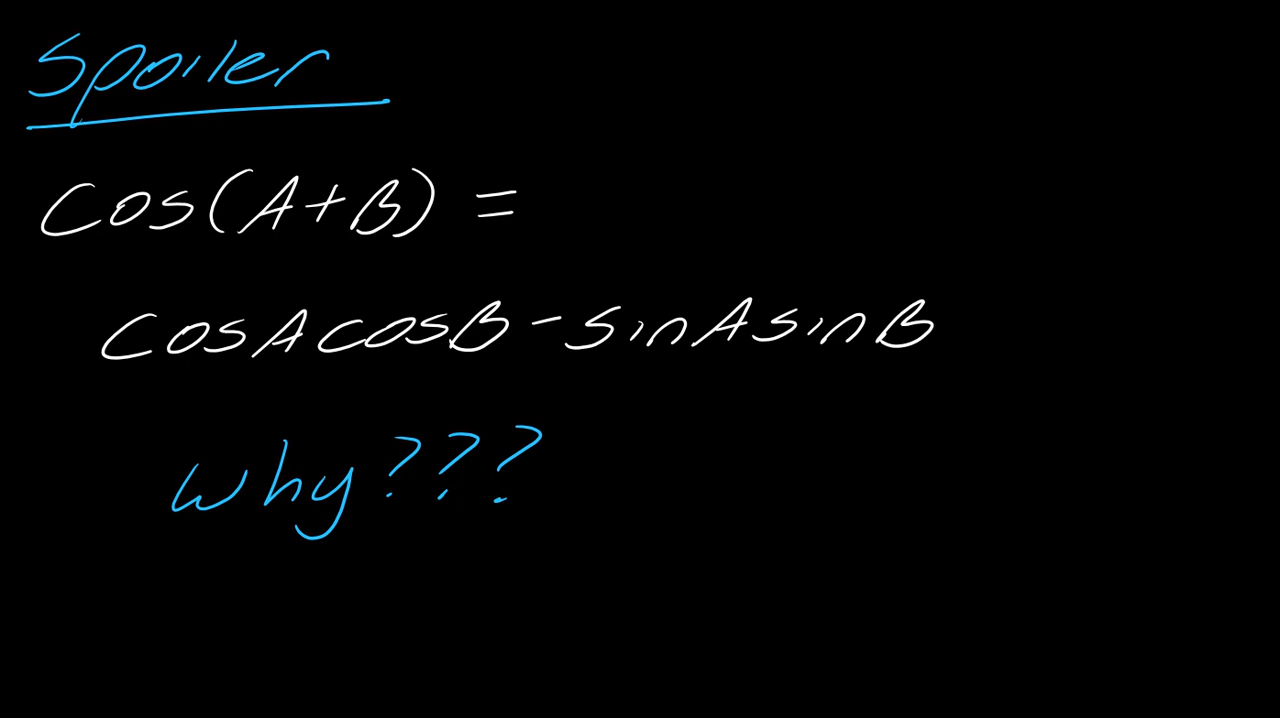 Spoiler
Cos(A+B) =
CosAcosB-sinAsinB
Why???